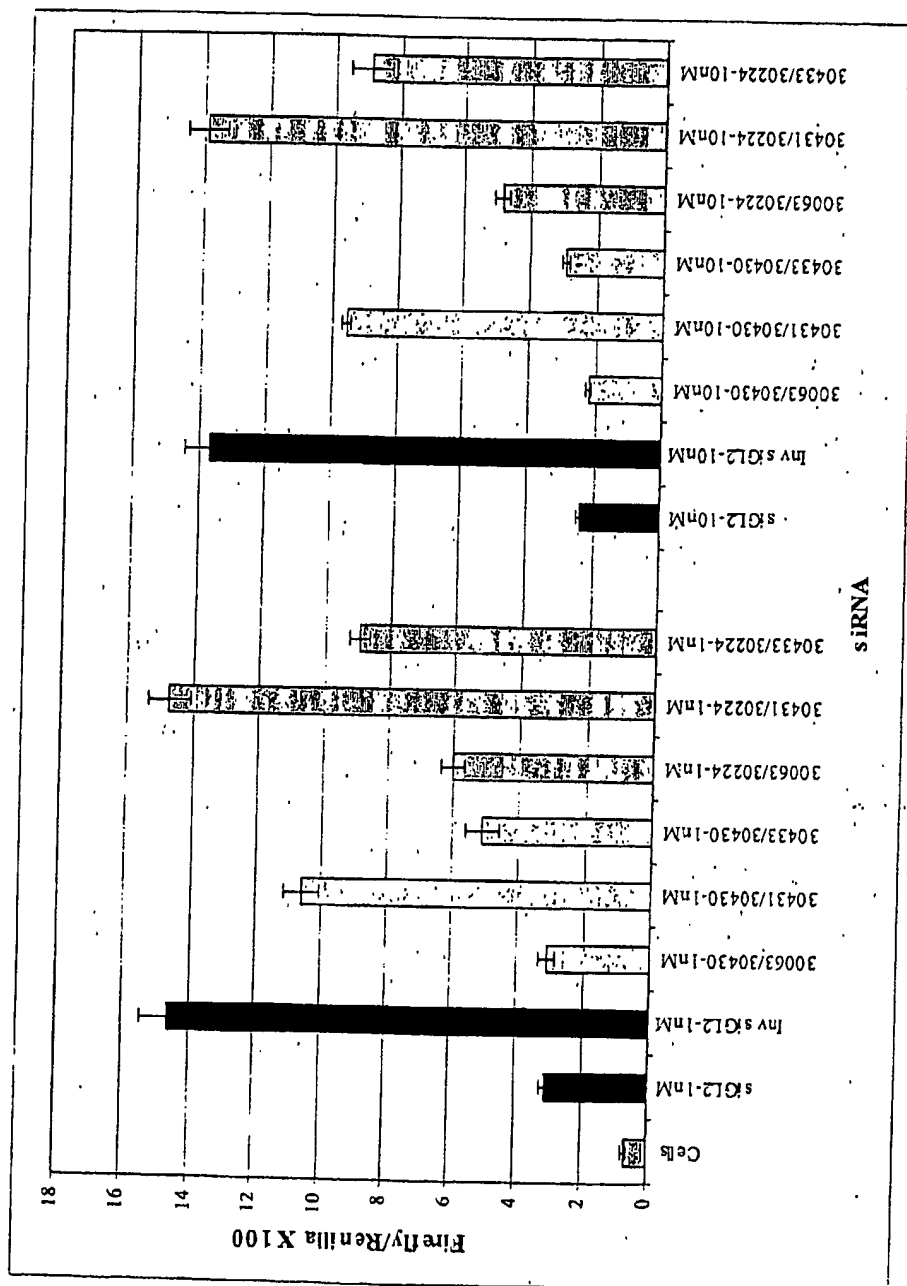 Firefly/Renilla X 100
18
16
14
12
10
8
6
4
2
0
Cells
siGL2-1nM
Inv siGL2-1nM
30063/30430-1nM
30431/30430-1nM
30433/30430-1nM
30063/30224-1nM
30431/30224-1nM
30433/30224-1nM
siGL2-10nM
Inv siGL2-10nM
30063/30430-10nM
30431/30430-10nM
30433/30430-10nM
30063/30224-10nM
30431/30224-10nM
30433/30224-10nM
siRNA